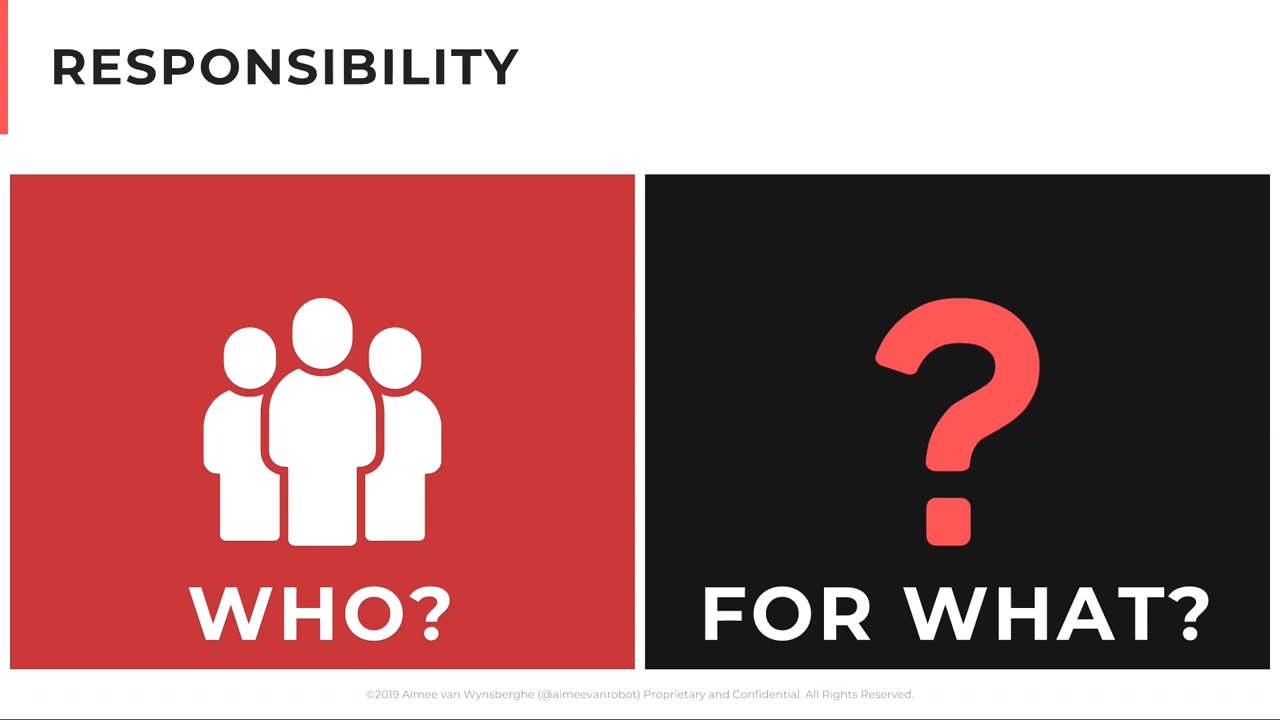 RESPONSIBILITY
WHO?
FOR WHAT?
©2019 Aimee van Wynsberghe (@aimeevanrobot) Proprietary and Confidential. All Rights Reserved.